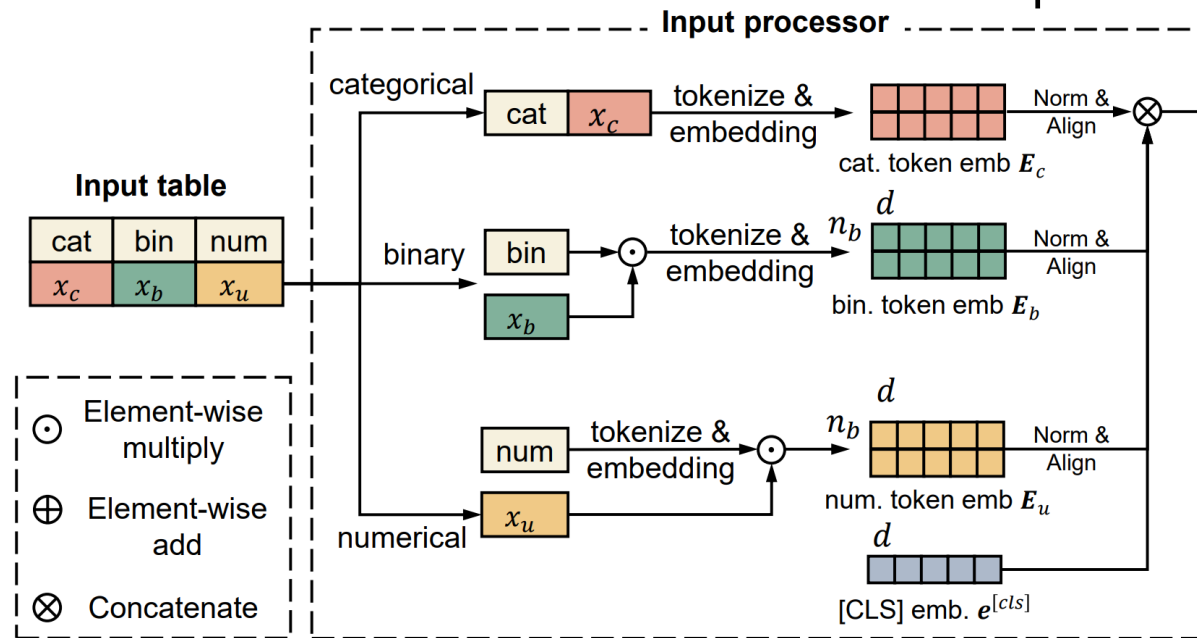 Input processor
categorical
cat
x_c
tokenize &
embedding
Norm &
Align
⊗
cat. token emb E_c
Input table
cat bin num
x_c x_b x_u
binary
bin
x_b
⊙
tokenize &
embedding
n_b
d
Norm &
Align
bin. token emb E_b
numerical
num
x_u
tokenize &
embedding
⊙
n_b
d
Norm &
Align
num. token emb E_u
d
[CLS] emb. e^[cls]
⊙ Element-wise
multiply
⊕ Element-wise
add
⊗ Concatenate